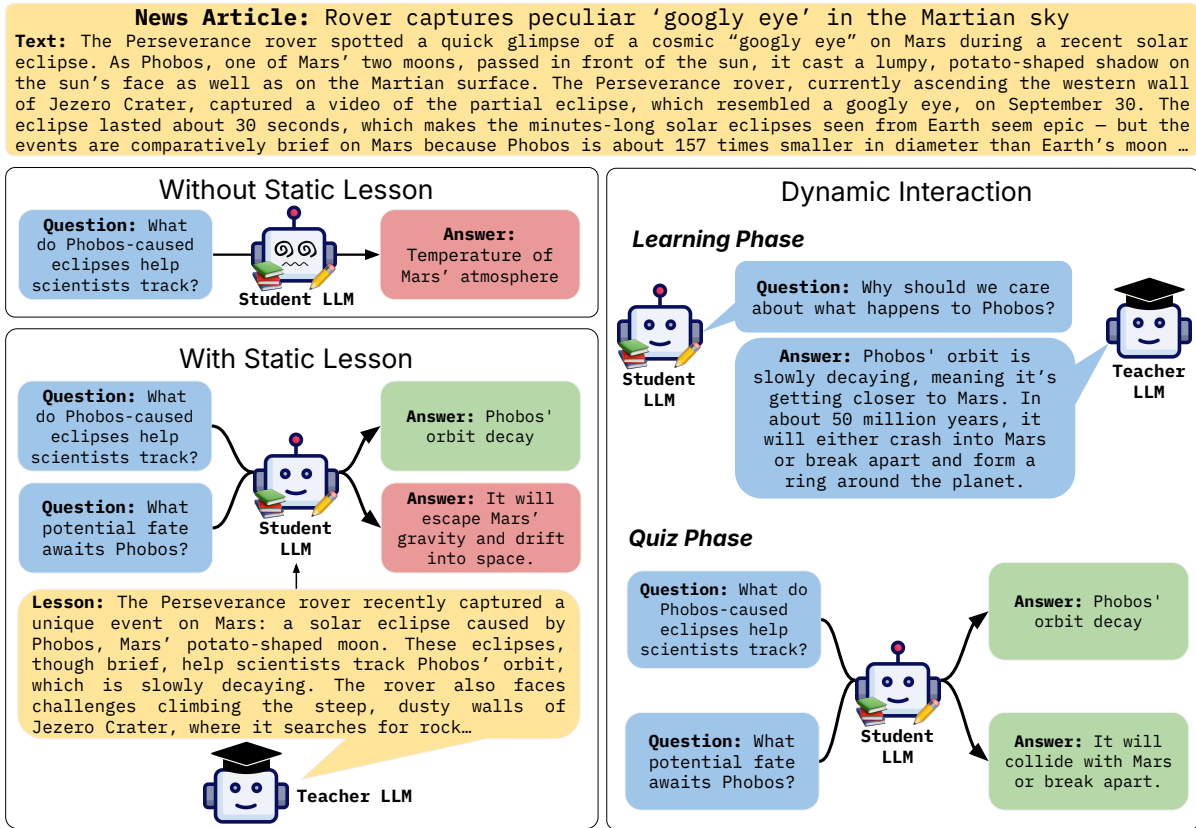 News Article: Rover captures peculiar ‘googly eye’ in the Martian sky
Text: The Perseverance rover spotted a quick glimpse of a cosmic “googly eye” on Mars during a recent solar
eclipse. As Phobos, one of Mars’ two moons, passed in front of the sun, it cast a lumpy, potato-shaped shadow on
the sun’s face as well as on the Martian surface. The Perseverance rover, currently ascending the western wall
of Jezero Crater, captured a video of the partial eclipse, which resembled a googly eye, on September 30. The
eclipse lasted about 30 seconds, which makes the minutes-long solar eclipses seen from Earth seem epic — but the
events are comparatively brief on Mars because Phobos is about 157 times smaller in diameter than Earth’s moon …
Without Static Lesson
Question: What
do Phobos-caused
eclipses help
scientists track?
Student LLM
Answer:
Temperature of
Mars’ atmosphere
With Static Lesson
Question: What
do Phobos-caused
eclipses help
scientists track?
Question: What
potential fate
awaits Phobos?
Student
LLM
Answer: Phobos'
orbit decay
Answer: It will
escape Mars’
gravity and drift
into space.
Lesson: The Perseverance rover recently captured a
unique event on Mars: a solar eclipse caused by
Phobos, Mars’ potato-shaped moon. These eclipses,
though brief, help scientists track Phobos’ orbit,
which is slowly decaying. The rover also faces
challenges climbing the steep, dusty walls of
Jezero Crater, where it searches for rock…
Teacher LLM
Dynamic Interaction
Learning Phase
Student
LLM
Question: Why should we care
about what happens to Phobos?
Answer: Phobos' orbit is
slowly decaying, meaning it’s
getting closer to Mars. In
about 50 million years, it
will either crash into Mars
or break apart and form a
ring around the planet.
Teacher
LLM
Quiz Phase
Question: What do
Phobos-caused
eclipses help
scientists track?
Question: What
potential fate
awaits Phobos?
Student
LLM
Answer: Phobos'
orbit decay
Answer: It will
collide with Mars
or break apart.